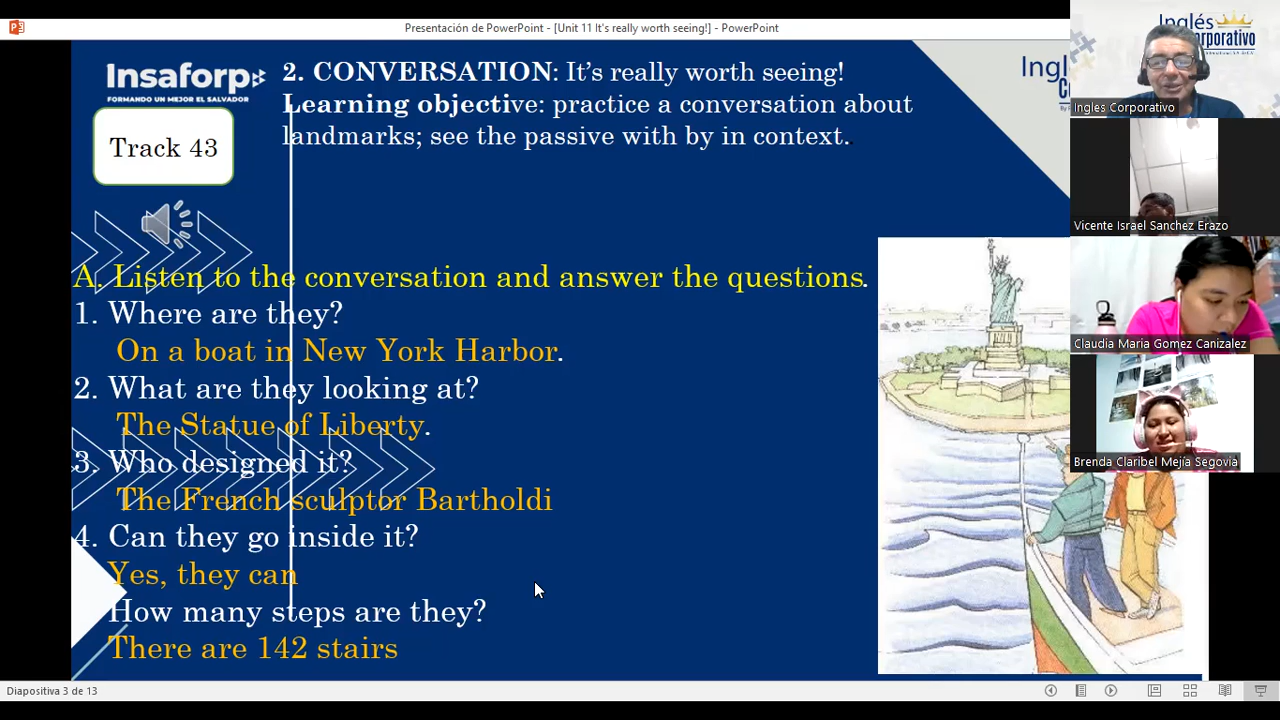 Presentación de PowerPoint - [Unit 11 It's really worth seeing!] - PowerPoint
Insaforp
FORMANDO UN MEJOR EL SALVADOR
Track 43
2. CONVERSATION: It's really worth seeing!
Learning objective: practice a conversation about
landmarks; see the passive with by in context.
A. Listen to the conversation and answer the questions.
1. Where are they?
On a boat in New York Harbor.
2. What are they looking at?
The Statue of Liberty.
3. Who designed it?
The French sculptor Bartholdi
4. Can they go inside it?
Yes, they can
How many steps are they?
There are 142 stairs
Inglés
Corporativo
Ingles Corporativo
Vicente Israel Sanchez Erazo
Claudia Maria Gomez Canizalez
Brenda Claribel Mejía Segovia
Diapositiva 3 de 13